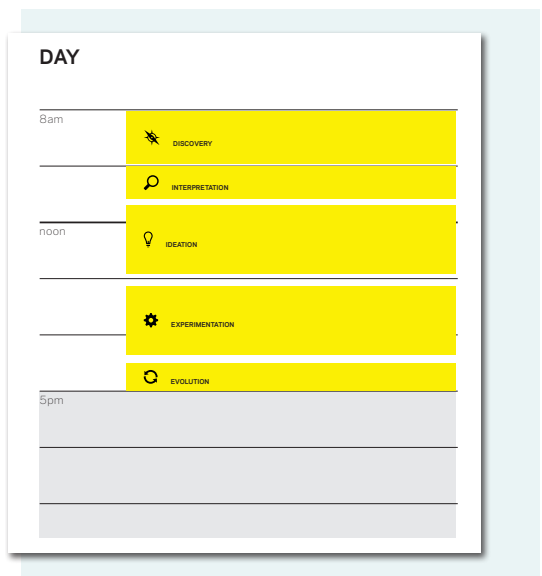 DAY
8am
DISCOVERY
INTERPRETATION
noon
IDEATION
EXPERIMENTATION
EVOLUTION
5pm